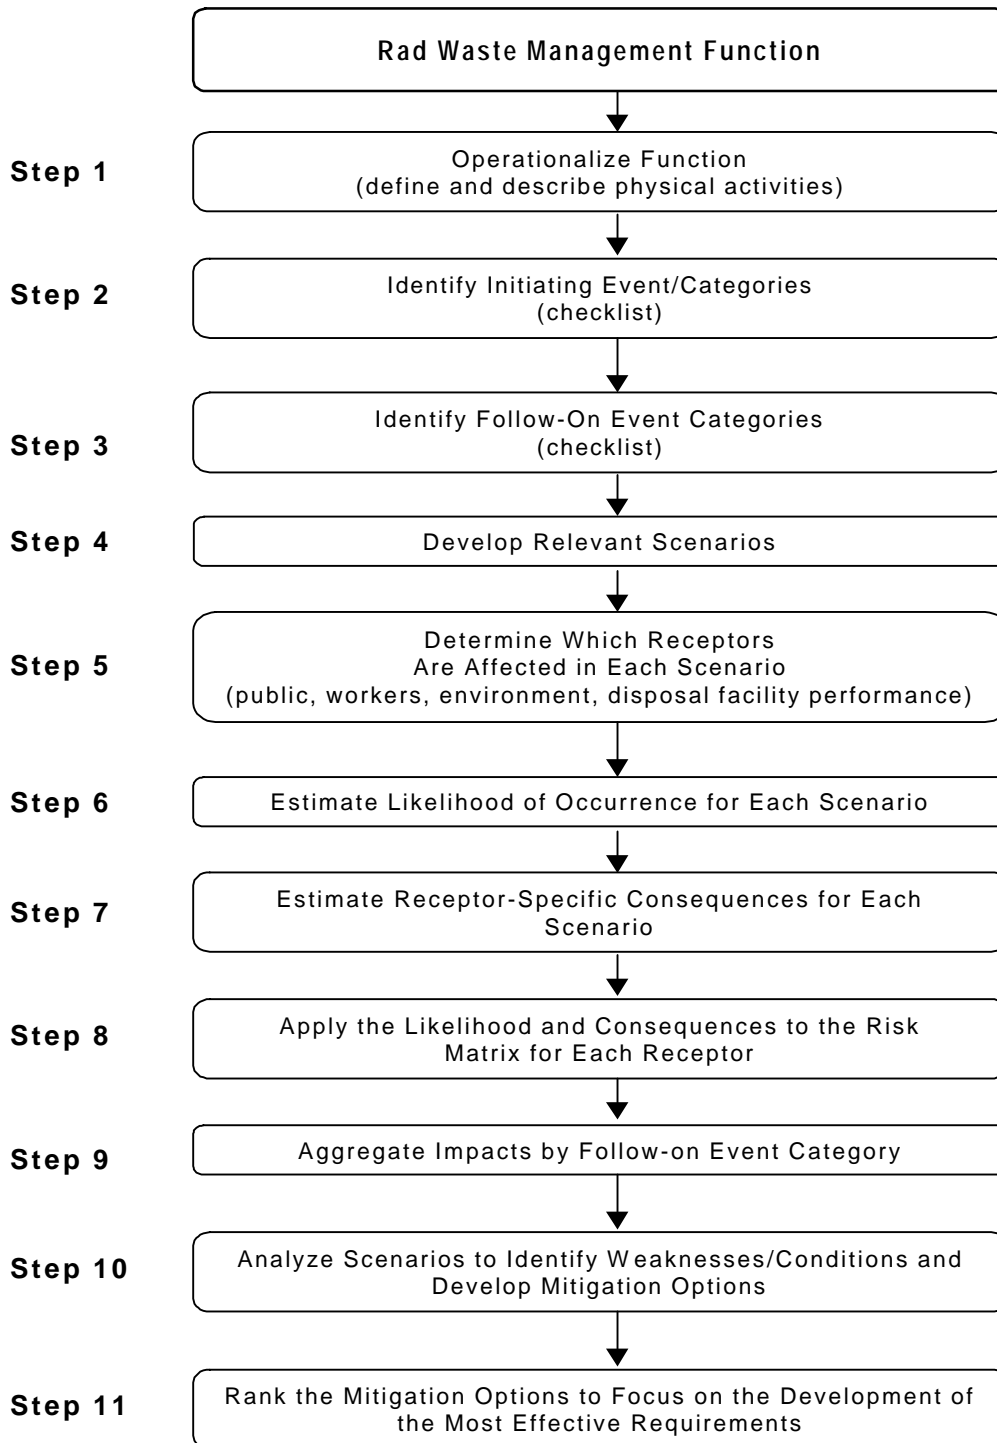 Rad Waste Management Function
Step 1
Operationalize Function
(define and describe physical activities)
Step 2
Identify Initiating Event/Categories
(checklist)
Step 3
Identify Follow-On Event Categories
(checklist)
Step 4
Develop Relevant Scenarios
Step 5
Determine Which Receptors
Are Affected in Each Scenario
(public, workers, environment, disposal facility performance)
Step 6
Estimate Likelihood of Occurrence for Each Scenario
Step 7
Estimate Receptor-Specific Consequences for Each
Scenario
Step 8
Apply the Likelihood and Consequences to the Risk
Matrix for Each Receptor
Step 9
Aggregate Impacts by Follow-on Event Category
Step 10
Analyze Scenarios to Identify Weaknesses/Conditions and
Develop Mitigation Options
Step 11
Rank the Mitigation Options to Focus on the Development of
the Most Effective Requirements